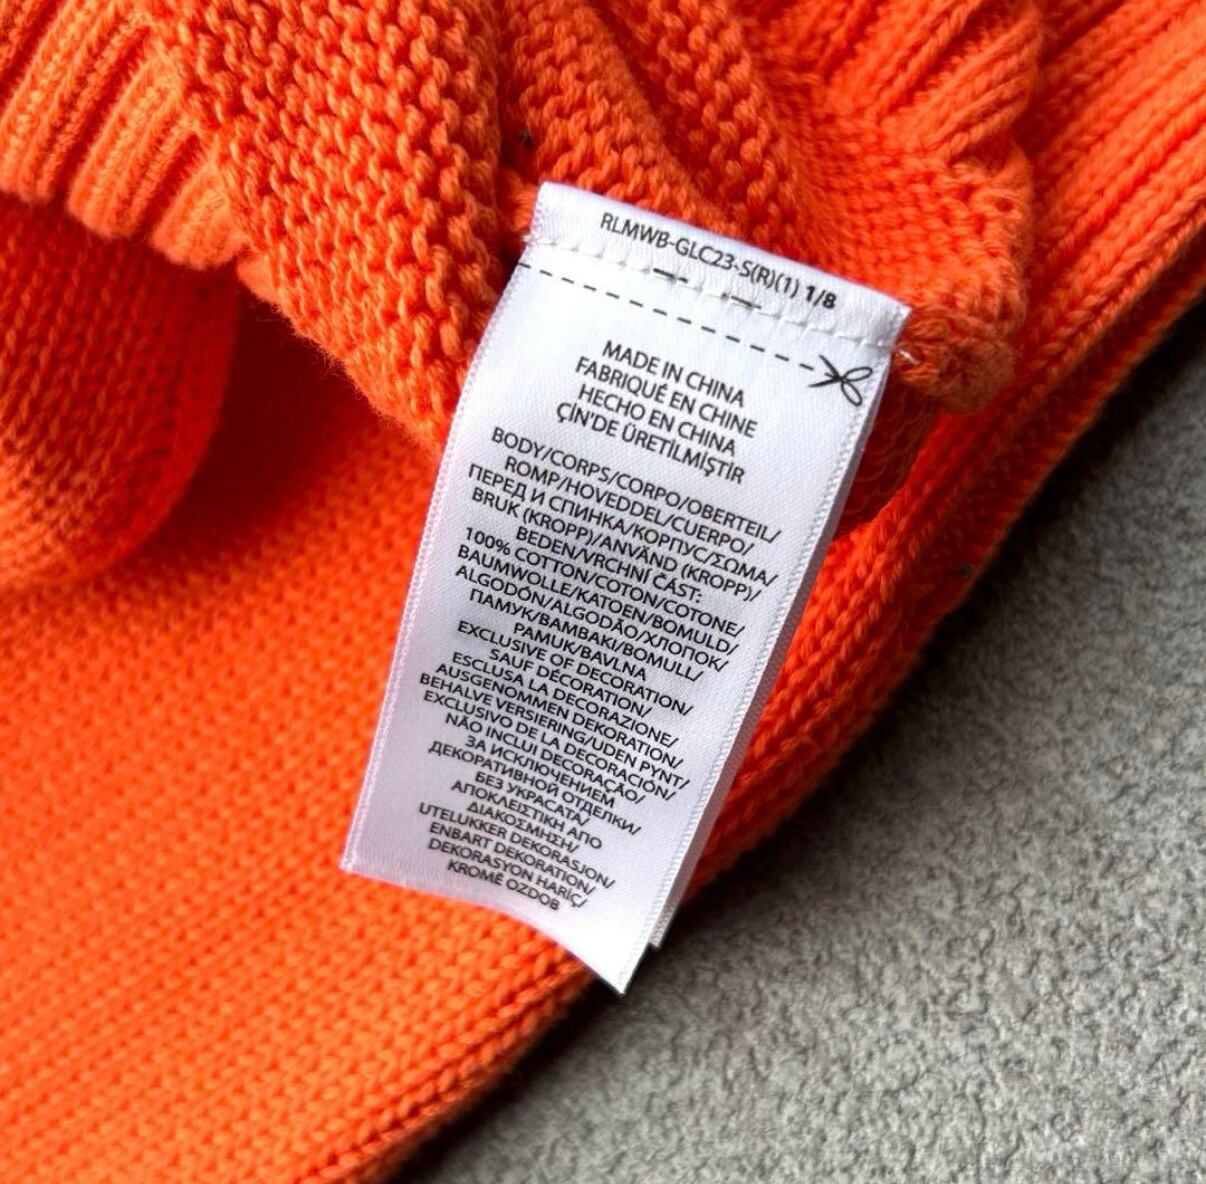 RLMWB-GLC23-S(R)(1) 1/8
MADE IN CHINA
FABRIQUÉ EN CHINE
HECHO EN CHINA
ÇİN'DE ÜRETİLMİŞTİR
BODY/CORPS/CORPO/OBERTEIL/
ROMP/HOVEDDEL/CUERPO/
ПЕРЕД И СПИНКА/КОРПУС/ΣΩΜΑ/
BRUK (KROPP)/ANVÄND (KROPP)/
BEDEN/VRCHNÍ ČÁST:
100% COTTON/COTON/COTONE/
BAUMWOLLE/KATOEN/BOMULD/
ALGODÓN/ALGODÃO/ХЛОПОК/
ПАМУК/BAMBAKI/BOMULL/
PAMUK/BAVLNA
EXCLUSIVE OF DECORATION/
SAUF DÉCORATION/
ESCLUSA LA DECORAZIONE/
AUSGENOMMEN DEKORATION/
BEHALVE VERSIERING/UDEN PYNT/
EXCLUSIVO DE LA DECORACIÓN/
NÃO INCLUI DECORAÇÃO/
ЗА ИСКЛЮЧЕНИЕМ
ДЕКОРАТИВНОЙ ОТДЕЛКИ/
БЕЗ УКРАСАТА/
ΑΠΟΚΛΕΙΣΤΙΚΗ ΑΠΟ
ΔΙΑΚΟΣΜΗΣΗ/
UTELUKKER DEKORASJON/
ENBART DEKORATION/
DEKORASYON HARİÇ/
KROMĚ OZDOB